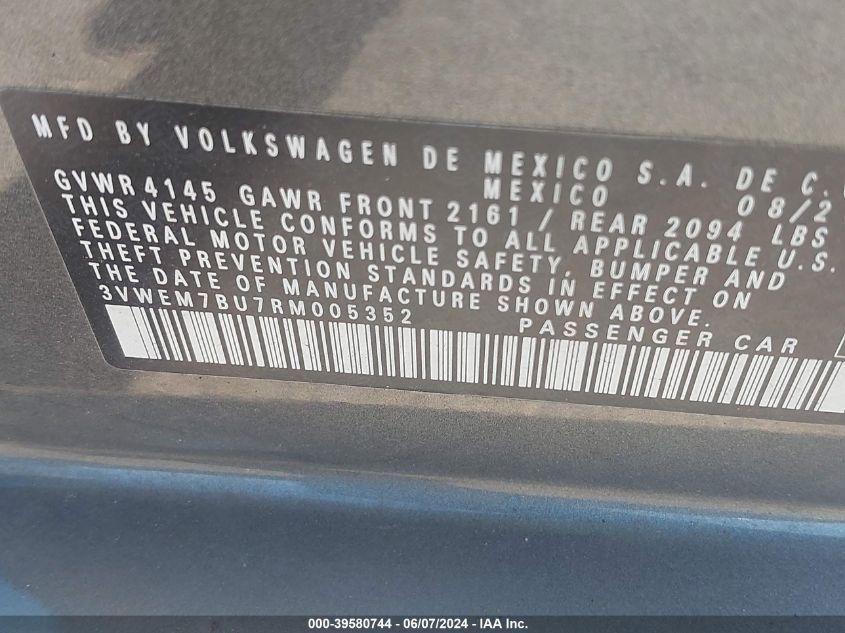 MFD BY VOLKSWAGEN DE MEXICO S.A. DE C.
MEXICO 08/2
GVWR 4145 GAWR FRONT 2161 / REAR 2094 LBS
THIS VEHICLE CONFORMS TO ALL APPLICABLE U.S.
FEDERAL MOTOR VEHICLE SAFETY, BUMPER AND
THEFT PREVENTION STANDARDS IN EFFECT ON
THE DATE OF MANUFACTURE SHOWN ABOVE.
3VWEM7BU7RM005352 PASSENGER CAR
000-39580744 - 06/07/2024 - IAA Inc.